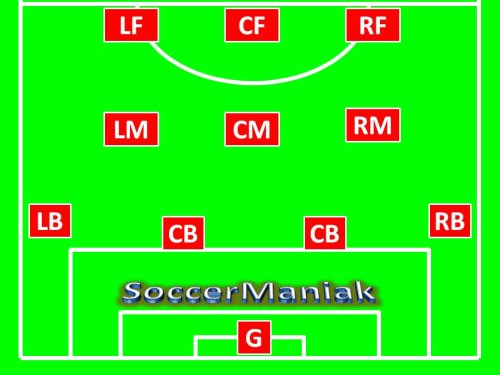 LF CF RF
LM CM RM
LB CB CB RB
SoccerManiak
G